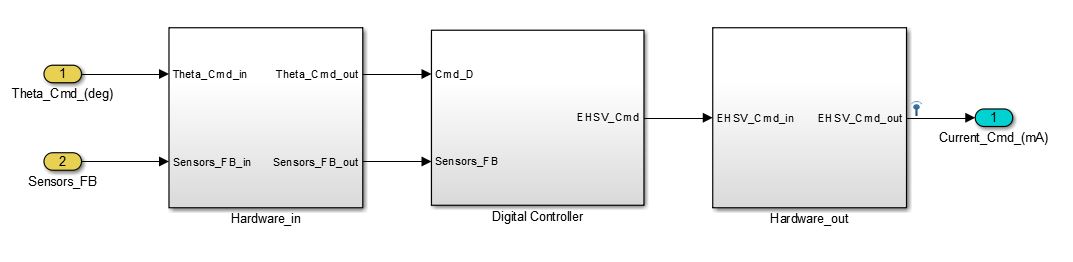 1
Theta_Cmd_(deg)
2
Sensors_FB
Theta_Cmd_in
Theta_Cmd_out
Sensors_FB_in
Sensors_FB_out
Hardware_in
Cmd_D
EHSV_Cmd
Sensors_FB
Digital Controller
EHSV_Cmd_in
EHSV_Cmd_out
Hardware_out
1
Current_Cmd_(mA)